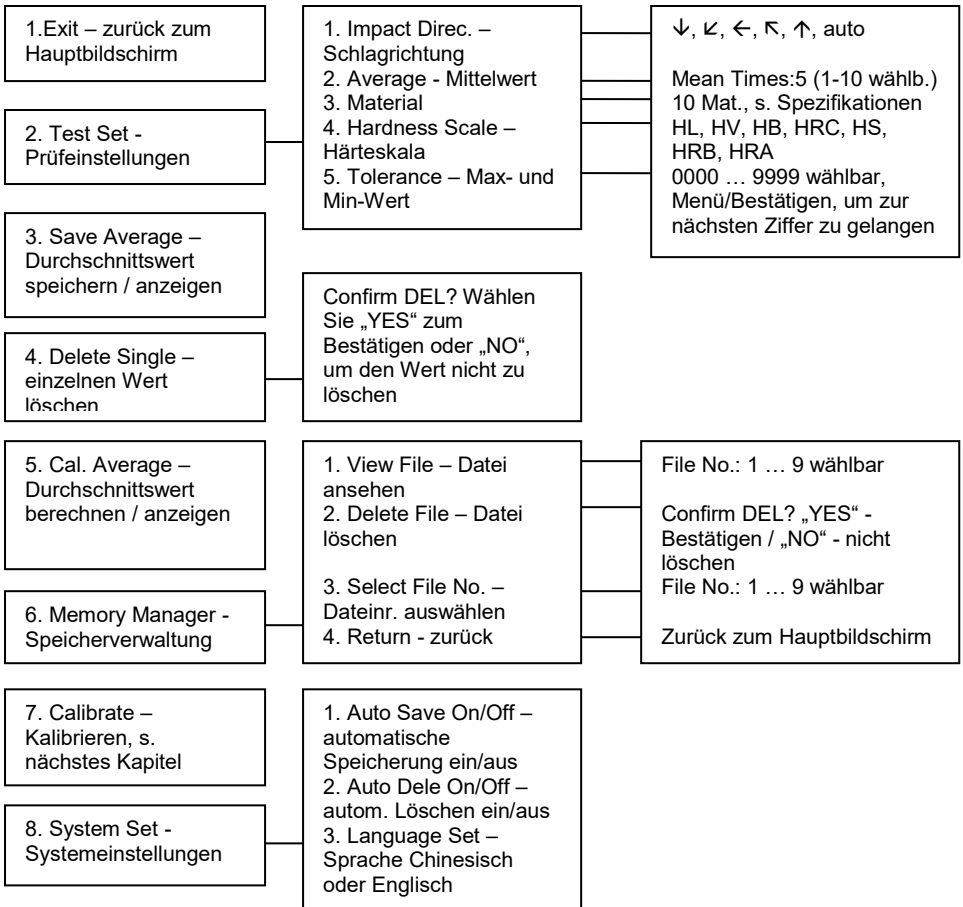 1.Exit – zurück zum
Hauptbildschirm
2. Test Set -
Prüfeinstellungen
1. Impact Direc. –
Schlagrichtung
2. Average - Mittelwert
3. Material
4. Hardness Scale –
Härteskala
5. Tolerance – Max- und
Min-Wert
↓, ↙, ←, ↖, ↑, auto
Mean Times:5 (1-10 wählb.)
10 Mat., s. Spezifikationen
HL, HV, HB, HRC, HS,
HRB, HRA
0000 … 9999 wählbar,
Menü/Bestätigen, um zur
nächsten Ziffer zu gelangen
3. Save Average –
Durchschnittswert
speichern / anzeigen
4. Delete Single –
einzelnen Wert
löschen
Confirm DEL? Wählen
Sie „YES“ zum
Bestätigen oder „NO“,
um den Wert nicht zu
löschen
5. Cal. Average –
Durchschnittswert
berechnen / anzeigen
6. Memory Manager -
Speicherverwaltung
1. View File – Datei
ansehen
2. Delete File – Datei
löschen
3. Select File No. –
Dateinr. auswählen
4. Return - zurück
File No.: 1 … 9 wählbar
Confirm DEL? „YES“ -
Bestätigen / „NO“ - nicht
löschen
File No.: 1 … 9 wählbar
Zurück zum Hauptbildschirm
7. Calibrate –
Kalibrieren, s.
nächstes Kapitel
8. System Set -
Systemeinstellungen
1. Auto Save On/Off –
automatische
Speicherung ein/aus
2. Auto Dele On/Off –
autom. Löschen ein/aus
3. Language Set –
Sprache Chinesisch
oder Englisch